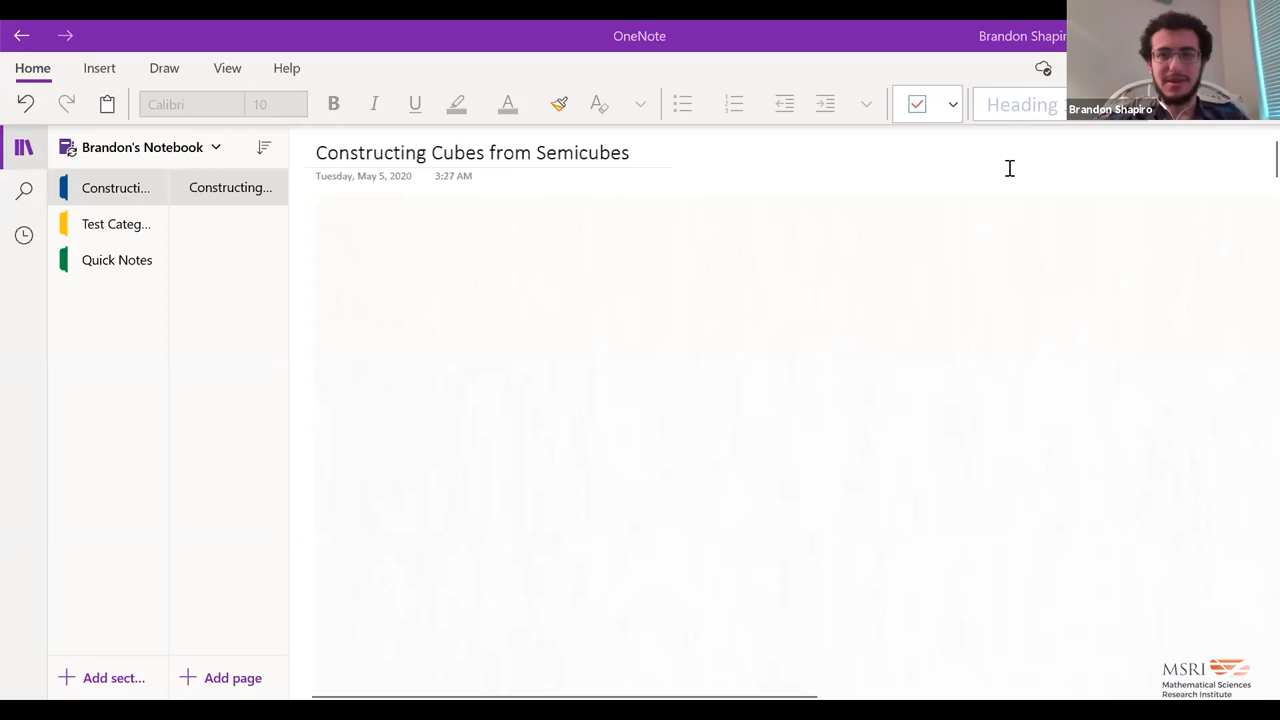 OneNote
Brandon Shapir
Home Insert Draw View Help
Calibri 10 B I U A A Heading
Brandon Shapiro
Brandon's Notebook
Constructing Cubes from Semicubes
Tuesday, May 5, 2020 3:27 AM
Constructi... Constructing...
Test Categ...
Quick Notes
Add sect... Add page
MSRI
Mathematical Sciences
Research Institute